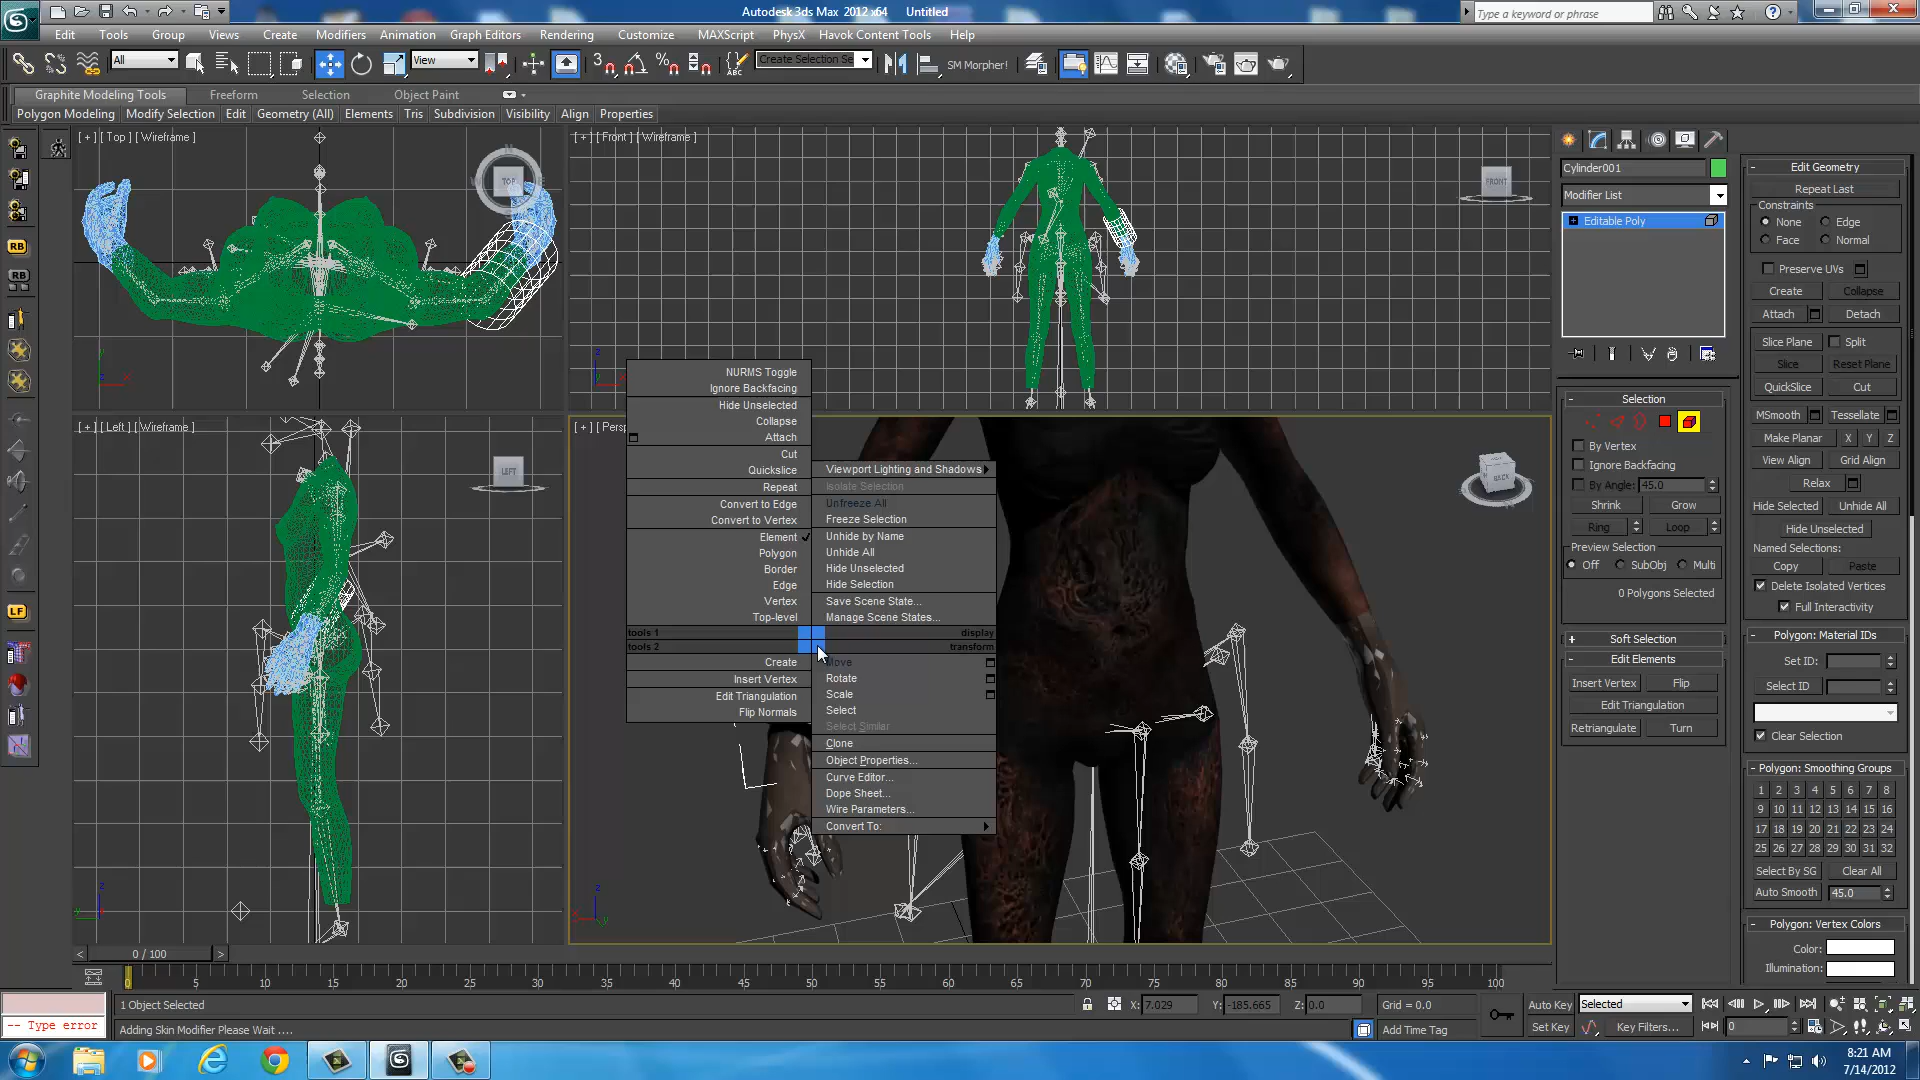 Autodesk 3ds Max 2012 x64 Untitled
Type a keyword or phrase
Edit Tools Group Views Create Modifiers Animation Graph Editors Rendering Customize MAXScript PhysX Havok Content Tools Help
All
View
Create Selection Se
SM Morpher!
Graphite Modeling Tools Freeform Selection Object Paint
Polygon Modeling Modify Selection Edit Geometry (All) Elements Tris Subdivision Visibility Align Properties
[ + ] [ Top ] [ Wireframe ]
TOP
[ + ] [ Front ] [ Wireframe ]
FRONT
[ + ] [ Left ] [ Wireframe ]
LEFT
[ + ] [ Persp
BACK
RB
RB
LF
NURMS Toggle
Ignore Backfacing
Hide Unselected
Collapse
Attach
Cut
Quickslice
Repeat
Convert to Edge
Convert to Vertex
Element
Polygon
Border
Edge
Vertex
Top-level
tools 1
tools 2
Create
Insert Vertex
Edit Triangulation
Flip Normals
Viewport Lighting and Shadows
Isolate Selection
Unfreeze All
Freeze Selection
Unhide by Name
Unhide All
Hide Unselected
Hide Selection
Save Scene State...
Manage Scene States...
display
transform
Move
Rotate
Scale
Select
Select Similar
Clone
Object Properties...
Curve Editor...
Dope Sheet...
Wire Parameters...
Convert To:
Cylinder001
Modifier List
Editable Poly
Selection
By Vertex
Ignore Backfacing
By Angle: 45.0
Shrink Grow
Ring Loop
Preview Selection
Off SubObj Multi
0 Polygons Selected
Soft Selection
Edit Elements
Insert Vertex Flip
Edit Triangulation
Retriangulate Turn
Edit Geometry
Repeat Last
Constraints
None Edge
Face Normal
Preserve UVs
Create Collapse
Attach Detach
Slice Plane Split
Slice Reset Plane
QuickSlice Cut
MSmooth Tessellate
Make Planar X Y Z
View Align Grid Align
Relax
Hide Selected Unhide All
Hide Unselected
Named Selections:
Copy Paste
Delete Isolated Vertices
Full Interactivity
Polygon: Material IDs
Set ID:
Select ID
Clear Selection
Polygon: Smoothing Groups
1 2 3 4 5 6 7 8
9 10 11 12 13 14 15 16
17 18 19 20 21 22 23 24
25 26 27 28 29 30 31 32
Select By SG Clear All
Auto Smooth 45.0
Polygon: Vertex Colors
Color:
Illumination:
< 0 / 100 >
0 5 10 15 20 25 30 35 40 45 50 55 60 65 70 75 80 85 90 95 100
1 Object Selected
X: 7.029 Y: -185.665 Z: 0.0 Grid = 0.0
Auto Key Selected
-- Type error
Adding Skin Modifier Please Wait ....
Add Time Tag
Set Key Key Filters... 0
8:21 AM
7/14/2012